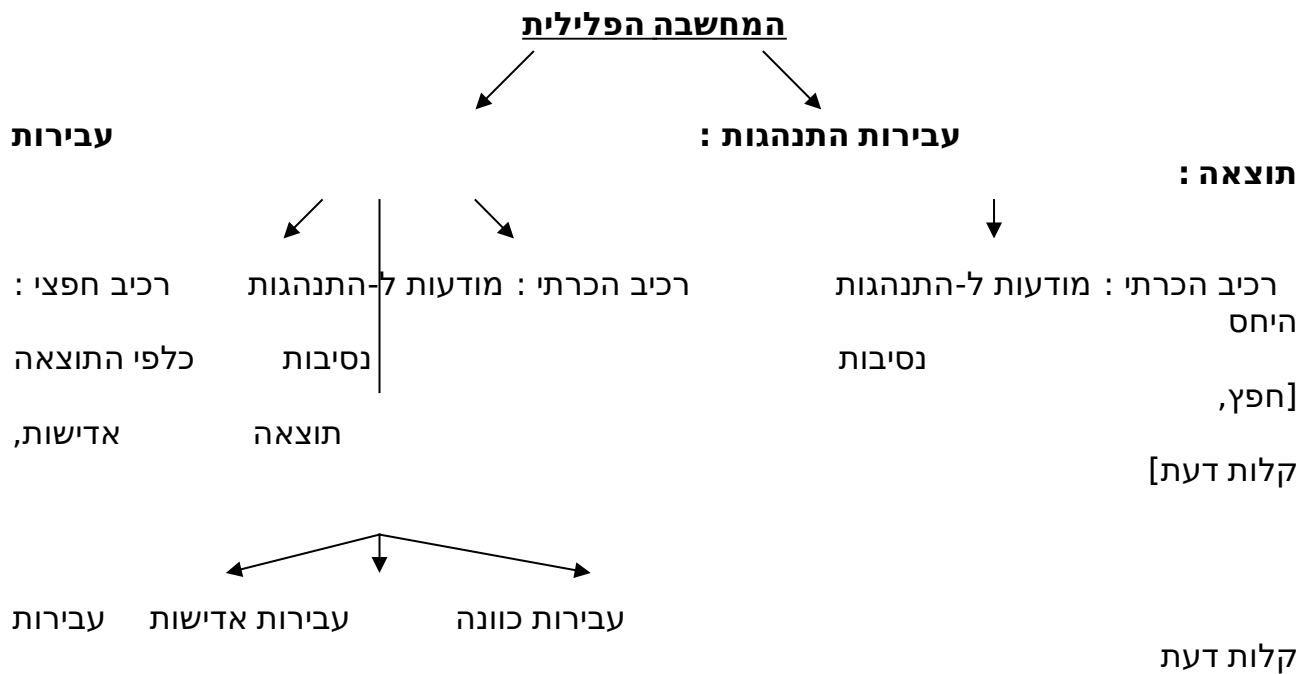 המחשבה הפלילית
עבירות התנהגות : עבירות
תוצאה :
רכיב הכרתי : מודעות ל-התנהגות רכיב הכרתי : מודעות ל-התנהגות רכיב חפצי :
היחס
נסיבות נסיבות כלפי התוצאה
[חפץ,
תוצאה אדישות,
קלות דעת]
עבירות כוונה עבירות אדישות עבירות
קלות דעת